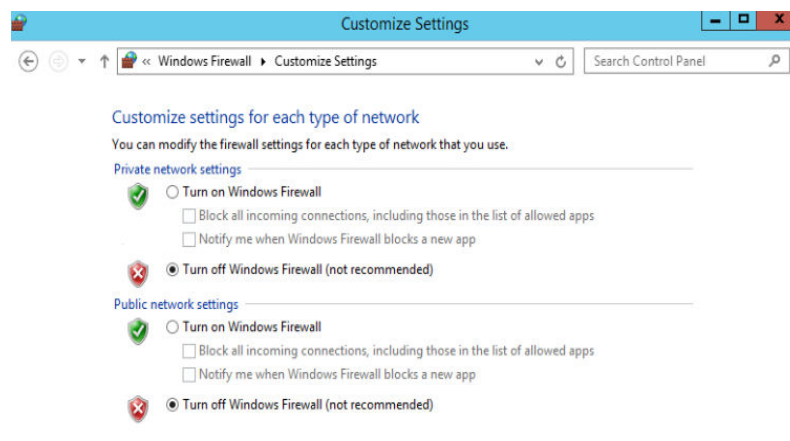 Customize Settings
x
« Windows Firewall ▸ Customize Settings
Search Control Panel
Customize settings for each type of network
You can modify the firewall settings for each type of network that you use.
Private network settings
Turn on Windows Firewall
Block all incoming connections, including those in the list of allowed apps
Notify me when Windows Firewall blocks a new app
Turn off Windows Firewall (not recommended)
Public network settings
Turn on Windows Firewall
Block all incoming connections, including those in the list of allowed apps
Notify me when Windows Firewall blocks a new app
Turn off Windows Firewall (not recommended)